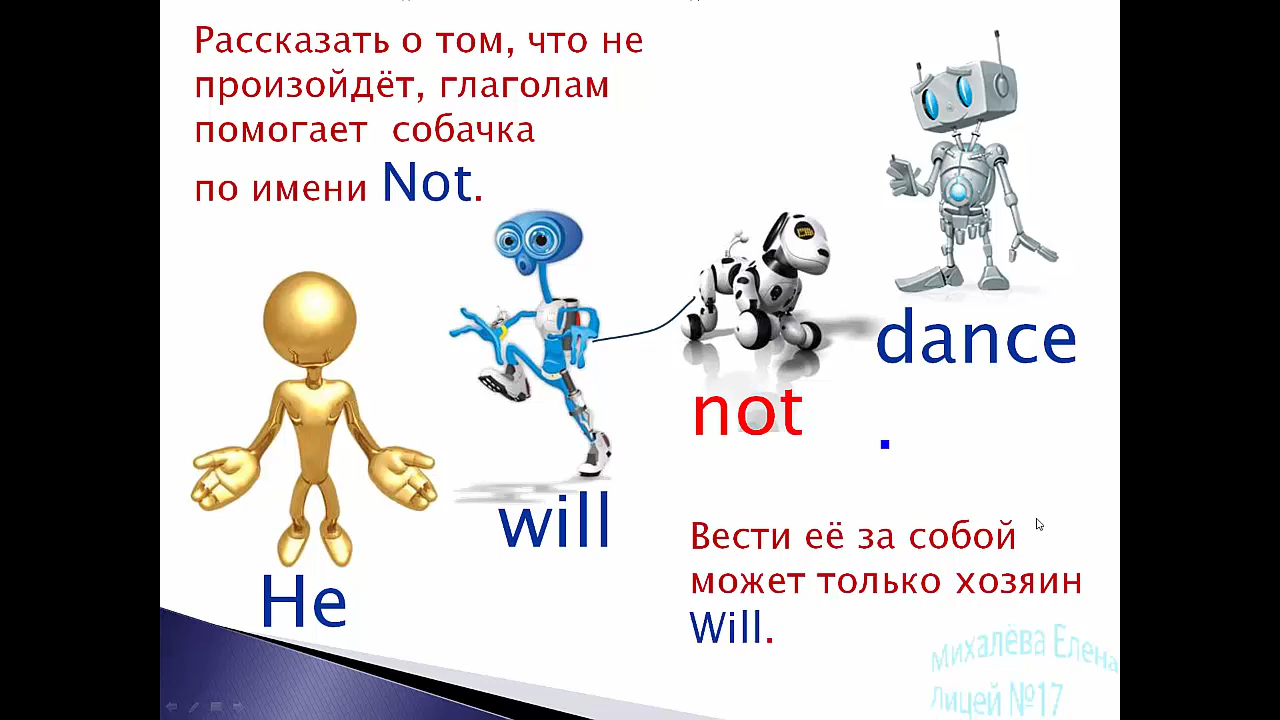 Рассказать о том, что не
произойдёт, глаголам
помогает собачка
по имени Not.
He
will
not
dance
.
Вести её за собой
может только хозяин
Will.
Михалёва Елена
лицей №17